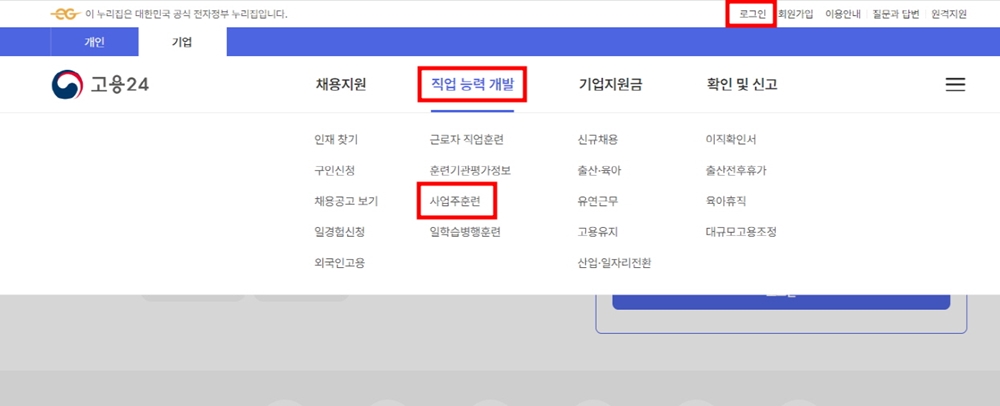 이 누리집은 대한민국 공식 전자정부 누리집입니다.
로그인 회원가입 이용안내 질문과 답변 원격지원
개인 기업
고용24 채용지원 직업 능력 개발 기업지원금 확인 및 신고
인재 찾기 근로자 직업훈련 신규채용 이직확인서
구인신청 훈련기관평가정보 출산·육아 출산전후휴가
채용공고 보기 사업주훈련 유연근무 육아휴직
일경험신청 일학습병행훈련 고용유지 대규모고용조정
외국인고용 산업·일자리전환